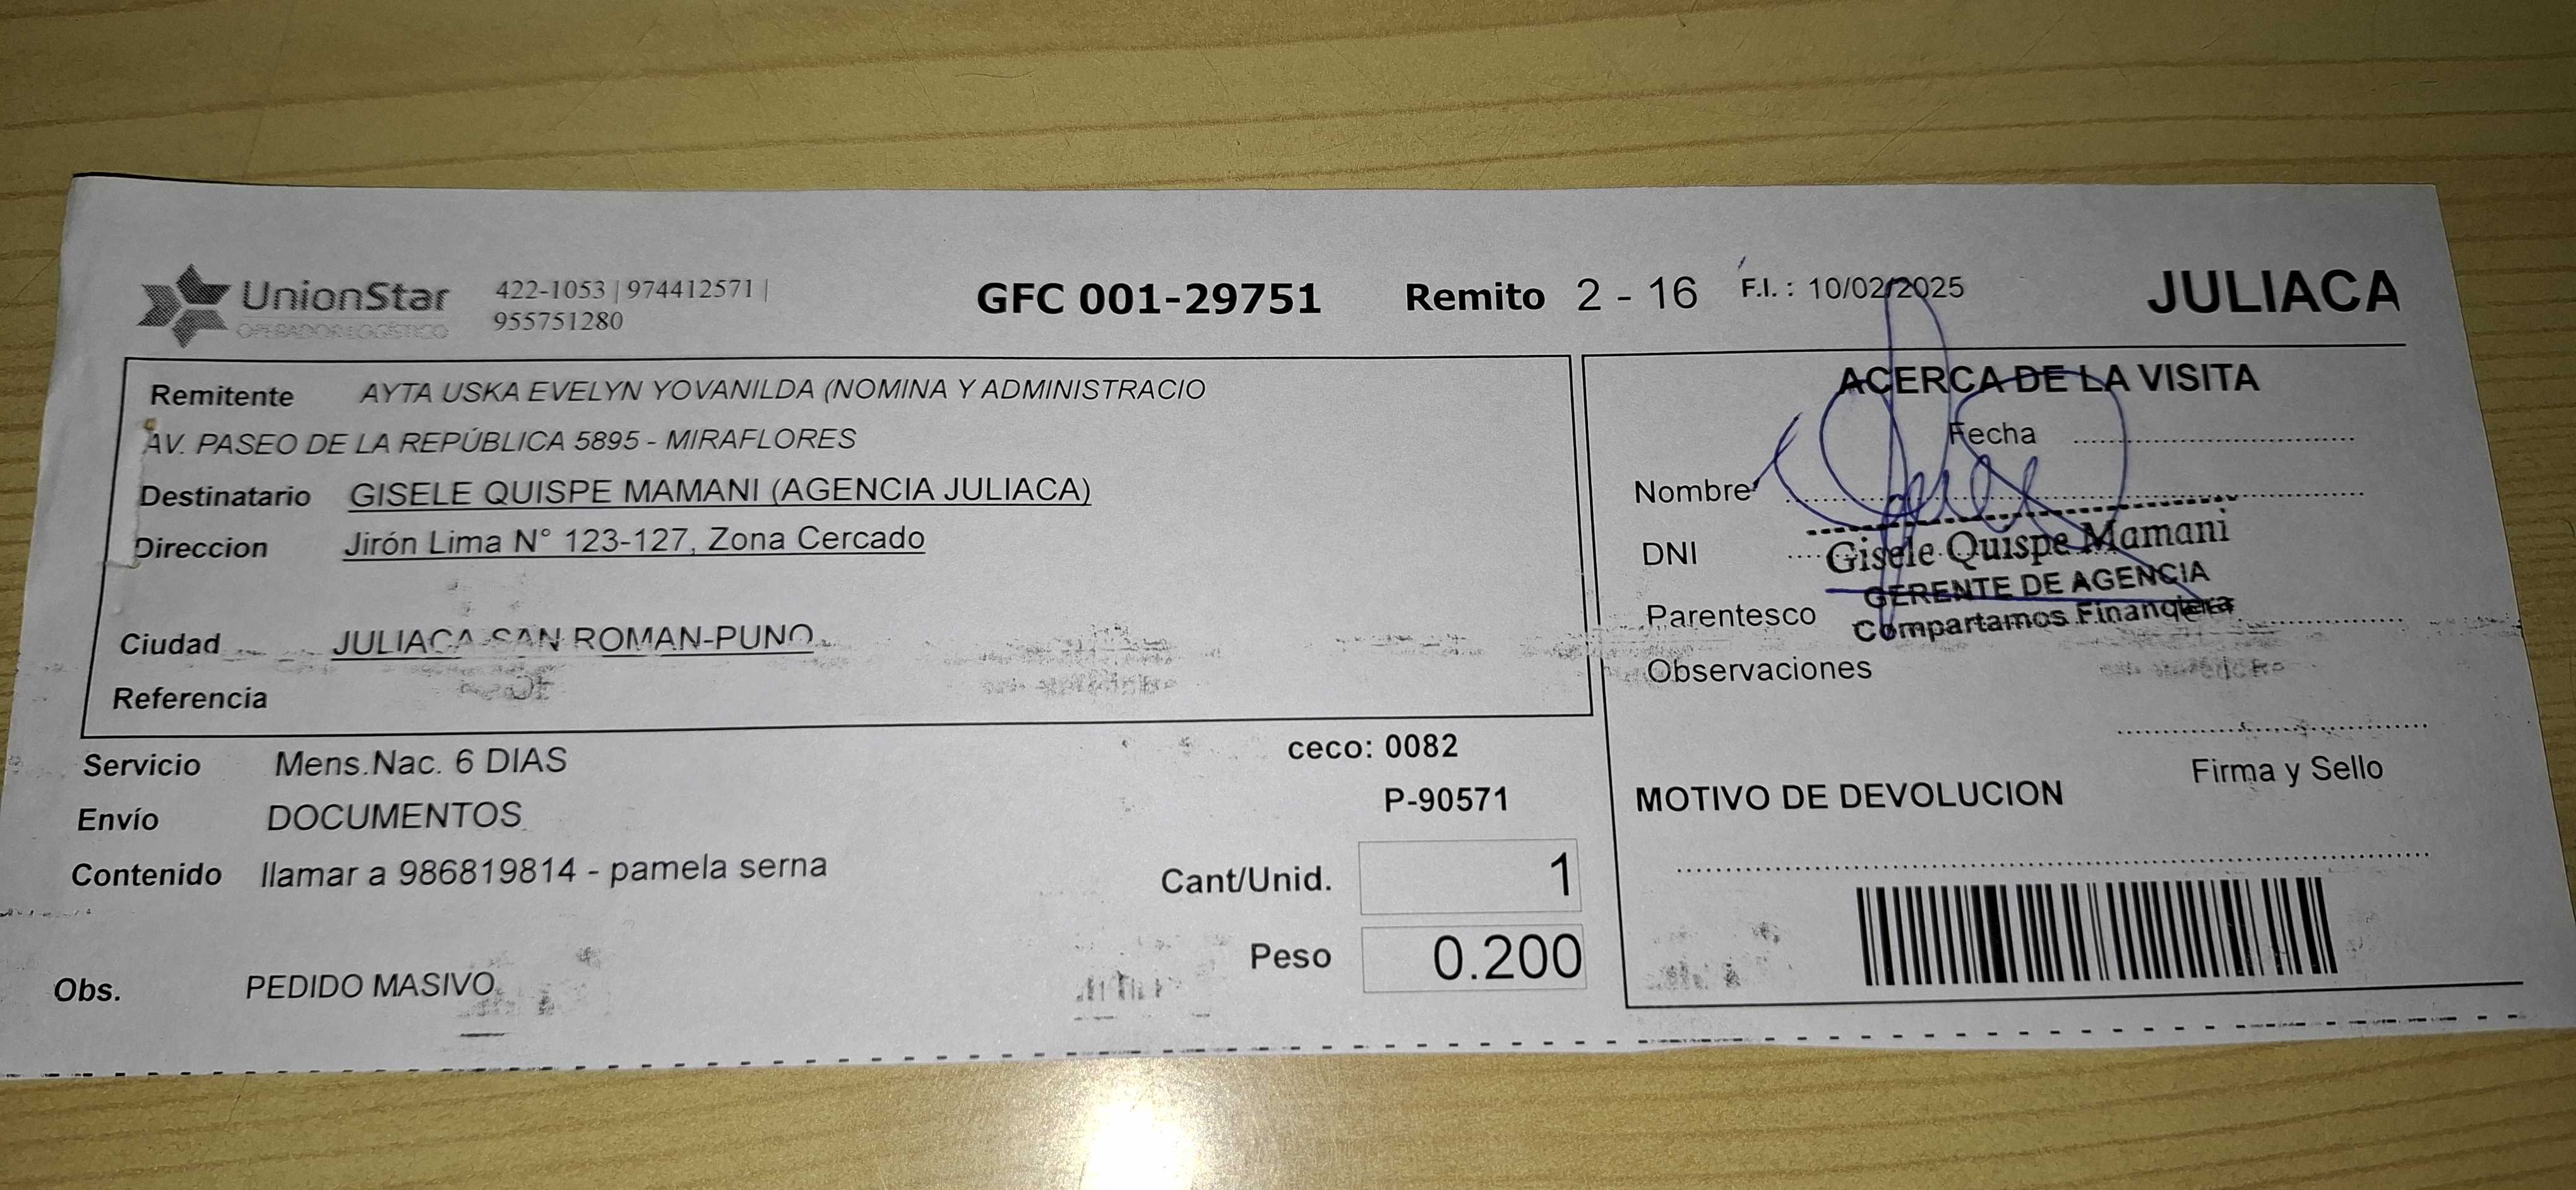 UnionStar
OPERADOR LOGÍSTICO
422-1053 | 974412571 |
955751280
GFC 001-29751
Remito 2 - 16
F.I. : 10/02/2025
JULIACA
Remitente AYTA USKA EVELYN YOVANILDA (NOMINA Y ADMINISTRACIO
AV. PASEO DE LA REPÚBLICA 5895 - MIRAFLORES
Destinatario GISELE QUISPE MAMANI (AGENCIA JULIACA)
Direccion Jirón Lima N° 123-127, Zona Cercado
Ciudad JULIACA-SAN ROMAN-PUNO
Referencia
Servicio Mens.Nac. 6 DIAS
Envío DOCUMENTOS
Contenido llamar a 986819814 - pamela serna
Obs. PEDIDO MASIVO
ceco: 0082
P-90571
Cant/Unid. 1
Peso 0.200
ACERCA DE LA VISITA
Fecha
Nombre
DNI
Gisele Quispe Mamani
GERENTE DE AGENCIA
Parentesco
Compartamos Financiera
Observaciones
Firma y Sello
MOTIVO DE DEVOLUCION